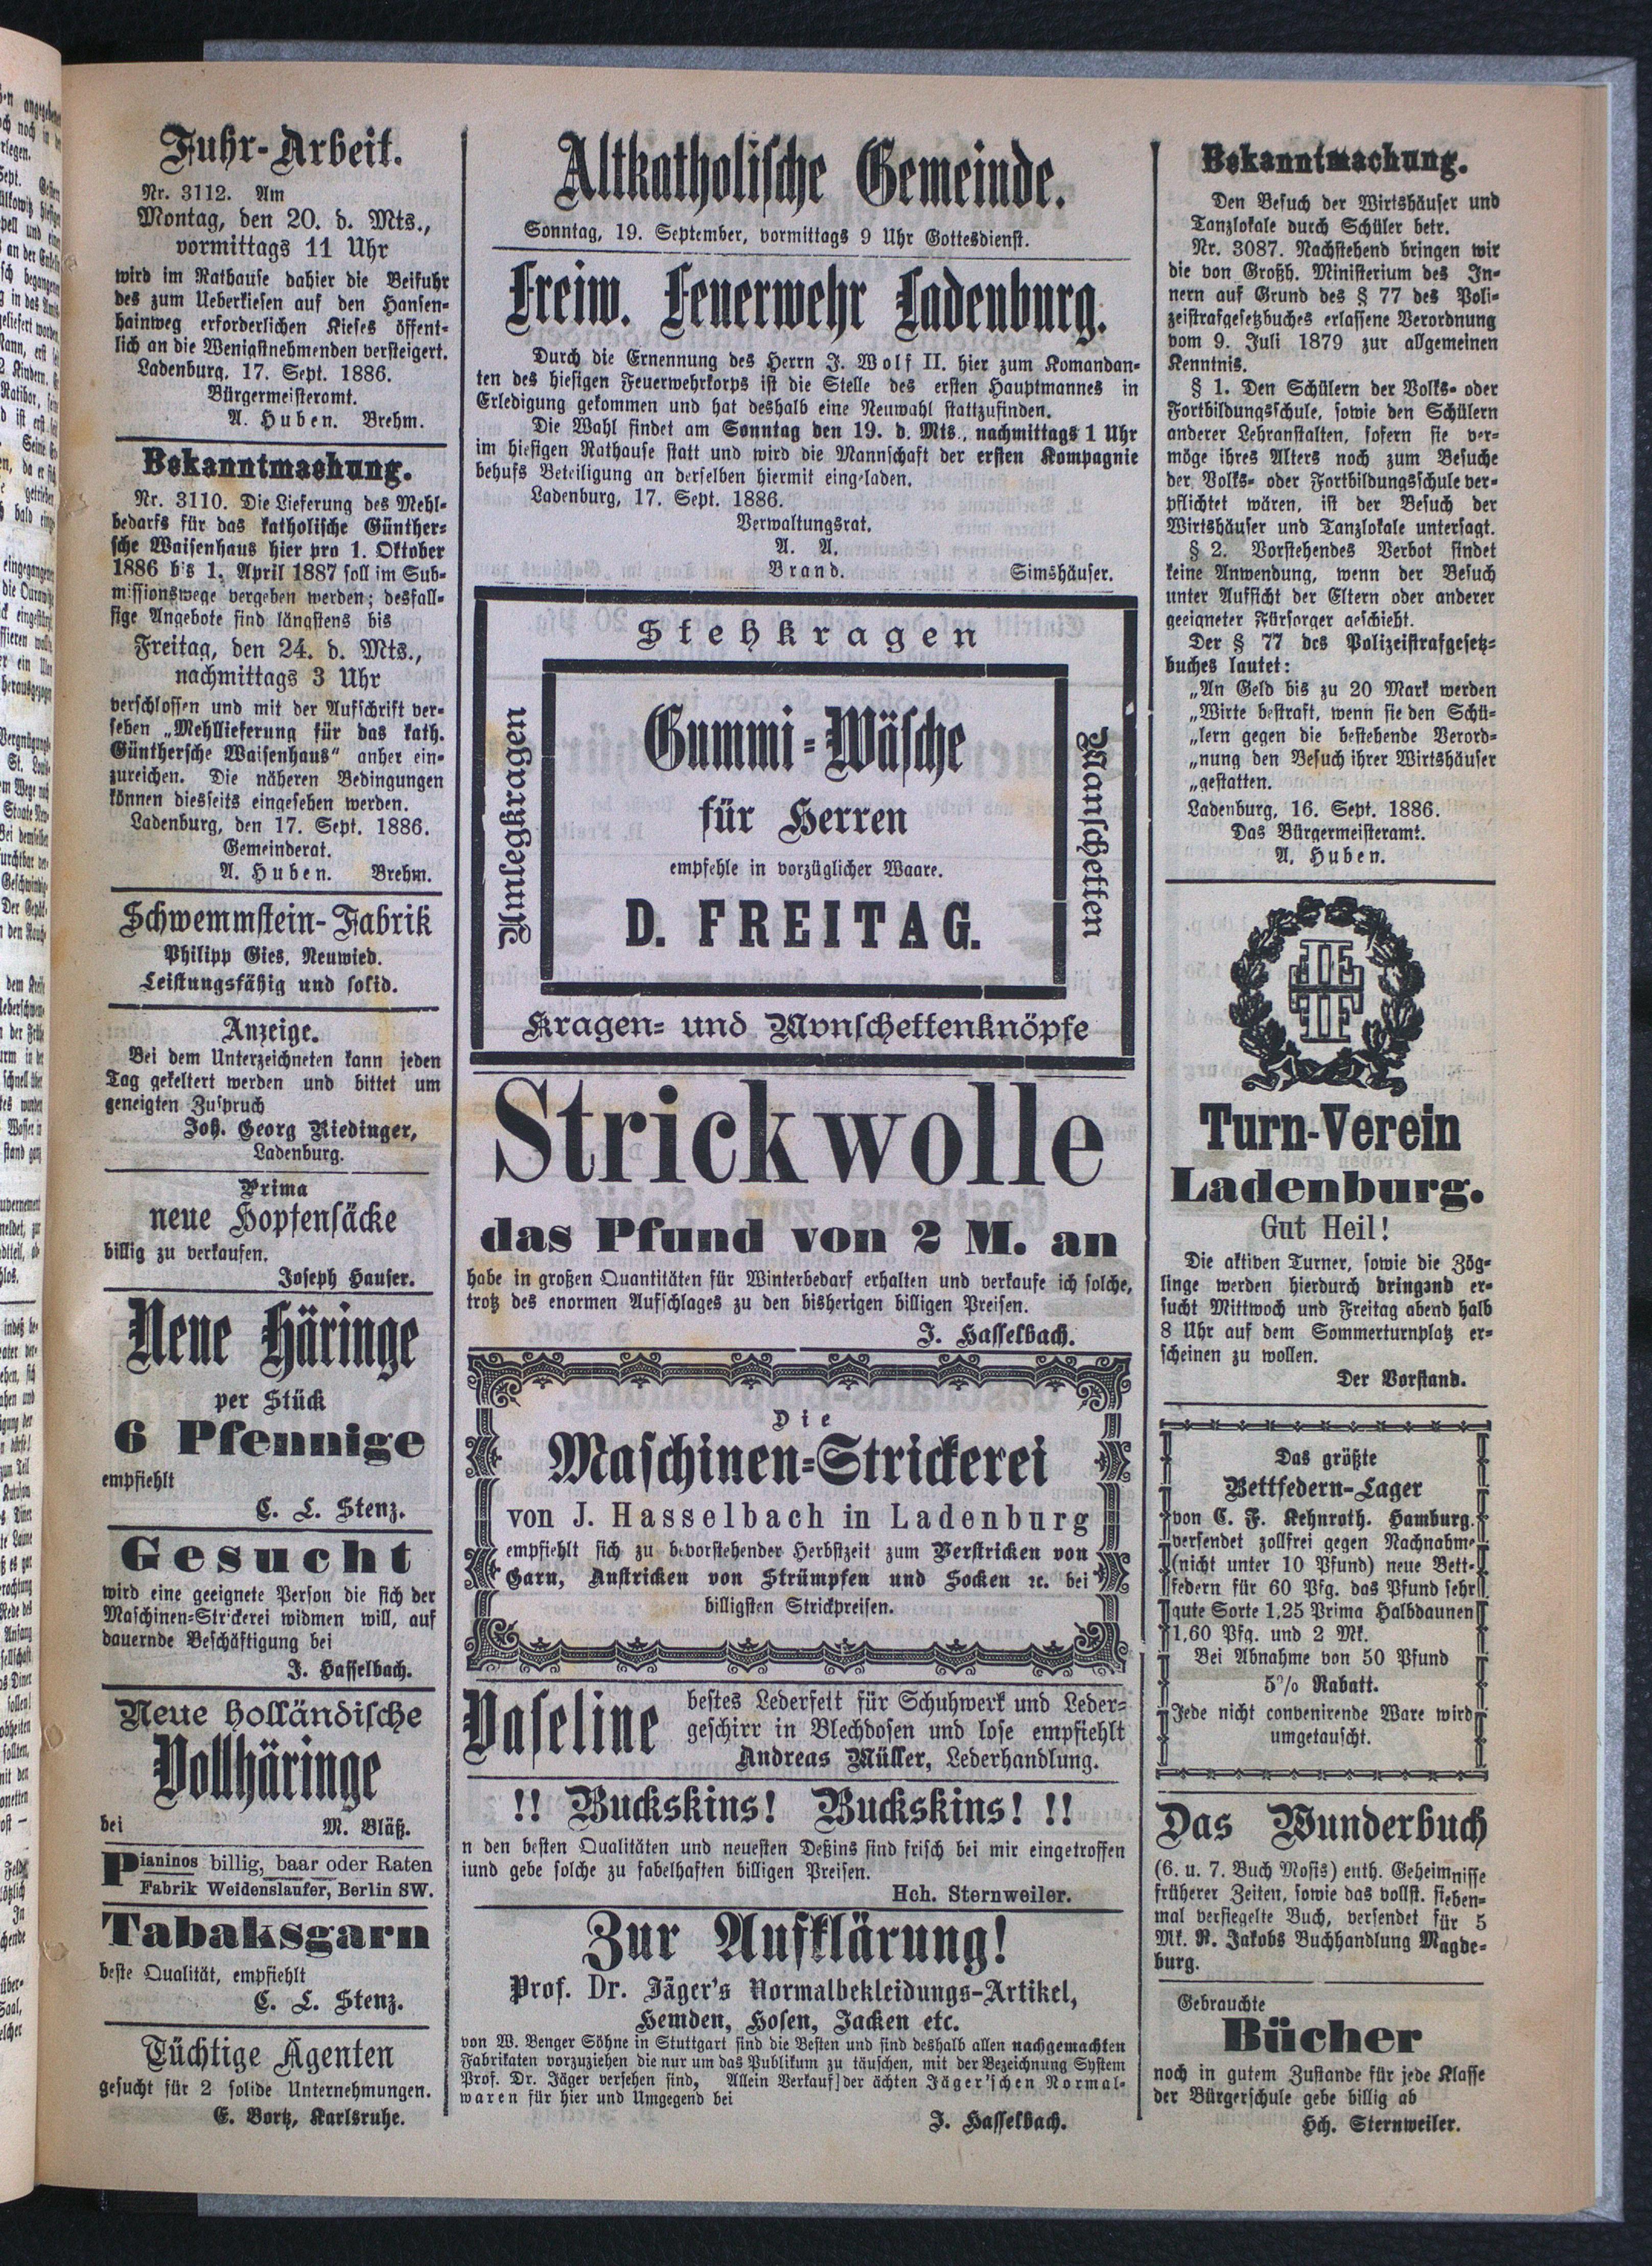 Fuhr-Arbeit.
Nr. 3112. Am
Montag, den 20. d. Mts.,
vormittags 11 Uhr
wird im Rathause dahier die Beifuhr
des zum Ueberkiesen auf den Hansen-
hainweg erforderlichen Kieses öffent-
lich an die Wenigstnehmenden versteigert.
Ladenburg, 17. Sept. 1886.
Bürgermeisteramt.
A. Huben. Brehm.
Bekanntmachung.
Nr. 3110. Die Lieferung des Mehl-
bedarfs für das katholische Günther-
sche Waisenhaus hier pro 1. Oktober
1886 bis 1. April 1887 soll im Sub-
missionswege vergeben werden; desfall-
sige Angebote sind längstens bis
Freitag, den 24. d. Mts.,
nachmittags 3 Uhr
verschlossen und mit der Aufschrift ver-
sehen „Mehllieferung für das kath.
Günthersche Waisenhaus“ anher ein-
zureichen. Die näheren Bedingungen
können diesseits eingesehen werden.
Ladenburg, den 17. Sept. 1886.
Gemeinderat.
A. Huben. Brehm.
Schwemmstein-Fabrik
Philipp Gies, Neuwied.
Leistungsfähig und solid.
Anzeige.
Bei dem Unterzeichneten kann jeden
Tag gekeltert werden und bittet um
geneigten Zuspruch
Joh. Georg Riedinger,
Ladenburg.
Prima
neue Hopfensäcke
billig zu verkaufen.
Joseph Hauser.
Neue Häringe
per Stück
6 Pfennige
empfiehlt
C. L. Stenz.
Gesucht
wird eine geeignete Person die sich der
Maschinen-Strickerei widmen will, auf
dauernde Beschäftigung bei
J. Hasselbach.
Neue holländische
Vollhäringe
bei M. Bläß.
Pianinos billig, baar oder Raten
Fabrik Weidenslaufer, Berlin SW.
Tabaksgarn
beste Qualität, empfiehlt
C. L. Stenz.
Tüchtige Agenten
gesucht für 2 solide Unternehmungen.
E. Bortz, Karlsruhe.
Altkatholische Gemeinde.
Sonntag, 19. September, vormittags 9 Uhr Gottesdienst.
Freiw. Feuerwehr Ladenburg.
Durch die Ernennung des Herrn J. Wolf II. hier zum Komandan-
ten des hiesigen Feuerwehrkorps ist die Stelle des ersten Hauptmannes in
Erledigung gekommen und hat deshalb eine Neuwahl stattzufinden.
Die Wahl findet am Sonntag den 19. d. Mts., nachmittags 1 Uhr
im hiesigen Rathause statt und wird die Mannschaft der ersten Kompagnie
behufs Beteiligung an derselben hiermit eingeladen.
Ladenburg, 17. Sept. 1886.
Verwaltungsrat.
A. A.
Brand. Simshäuser.
Stehkragen
Umlegkragen
Gummi-Wäsche
für Herren
empfehle in vorzüglicher Waare.
D. FREITAG.
Manschetten
Kragen- und Mvnschettenknöpfe
Strickwolle
das Pfund von 2 M. an
habe in großen Quantitäten für Winterbedarf erhalten und verkaufe ich solche,
trotz des enormen Aufschlages zu den bisherigen billigen Preisen.
J. Hasselbach.
Die
Maschinen-Strickerei
von J. Hasselbach in Ladenburg
empfiehlt sich zu bevorstehender Herbstzeit zum Verstricken von
Garn, Anstricken von Strümpfen und Socken ꝛc. bei
billigsten Strickpreisen.
Vaseline bestes Lederfett für Schuhwerk und Leder-
geschirr in Blechdosen und lose empfiehlt
Andreas Müller, Lederhandlung.
!! Buckskins! Buckskins! !!
n den besten Qualitäten und neuesten Deßins sind frisch bei mir eingetroffen
iund gebe solche zu fabelhaften billigen Preisen.
Hch. Sternweiler.
Zur Aufklärung!
Prof. Dr. Jäger's Normalbekleidungs-Artikel,
Hemden, Hosen, Jacken etc.
von W. Benger Söhne in Stuttgart sind die Besten und sind deshalb allen nachgemachten
Fabrikaten vorzuziehen die nur um das Publikum zu täuschen, mit der Bezeichnung System
Prof. Dr. Jäger versehen sind, Allein Verkauf]der ächten Jäger'schen Normal-
waren für hier und Umgegend bei
J. Hasselbach.
Bekanntmachung.
Den Besuch der Wirtshäuser und
Tanzlokale durch Schüler betr.
Nr. 3087. Nachstehend bringen wir
die von Großh. Ministerium des In-
nern auf Grund des § 77 des Poli-
zeistrafgesetzbuches erlassene Verordnung
vom 9. Juli 1879 zur allgemeinen
Kenntnis.
§ 1. Den Schülern der Volks- oder
Fortbildungsschule, sowie den Schülern
anderer Lehranstalten, sofern sie ver-
möge ihres Alters noch zum Besuche
der Volks- oder Fortbildungsschule ver-
pflichtet wären, ist der Besuch der
Wirtshäuser und Tanzlokale untersagt.
§ 2. Vorstehendes Verbot findet
keine Anwendung, wenn der Besuch
unter Aufsicht der Eltern oder anderer
geeigneter Fürsorger geschieht.
Der § 77 des Polizeistrafgesetz-
buches lautet:
„An Geld bis zu 20 Mark werden
„Wirte bestraft, wenn sie den Schü-
„lern gegen die bestehende Verord-
„nung den Besuch ihrer Wirtshäuser
„gestatten.
Ladenburg, 16. Sept. 1886.
Das Bürgermeisteramt.
A. Huben.
Turn-Verein
Ladenburg.
Gut Heil!
Die aktiven Turner, sowie die Zög-
linge werden hierdurch dringend er-
sucht Mittwoch und Freitag abend halb
8 Uhr auf dem Sommerturnplatz er-
scheinen zu wollen.
Der Vorstand.
Das größte
Bettfedern-Lager
von C. F. Kehnroth, Hamburg,
versendet zollfrei gegen Nachnahme
(nicht unter 10 Pfund) neue Bett-
federn für 60 Pfg. das Pfund sehr
gute Sorte 1,25 Prima Halbdaunen
1,60 Pfg. und 2 Mk.
Bei Abnahme von 50 Pfund
5% Rabatt.
Jede nicht convenirende Ware wird
umgetauscht.
Das Wunderbuch
(6. u. 7. Buch Mosis) enth. Geheimnisse
früherer Zeiten, sowie das vollst. sieben-
mal versiegelte Buch, versendet für 5
Mk. R. Jakobs Buchhandlung Magde-
burg.
Gebrauchte
Bücher
noch in gutem Zustande für jede Klasse
der Bürgerschule gebe billig ab
Hch. Sternweiler.